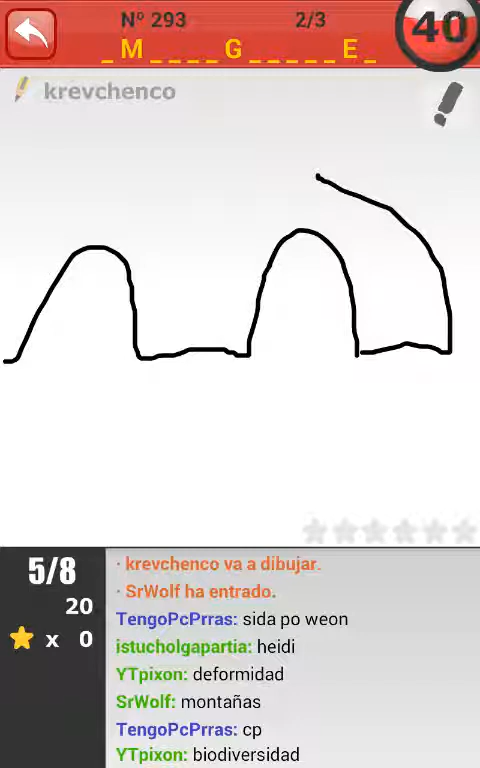 Nº 293 2/3 40
_ M _ _ _ _ G _ _ _ _ _ E _
krevchenco
5/8
20
x 0
· krevchenco va a dibujar.
· SrWolf ha entrado.
TengoPcPrras: sida po weon
istucholgapartia: heidi
YTpixon: deformidad
SrWolf: montañas
TengoPcPrras: cp
YTpixon: biodiversidad